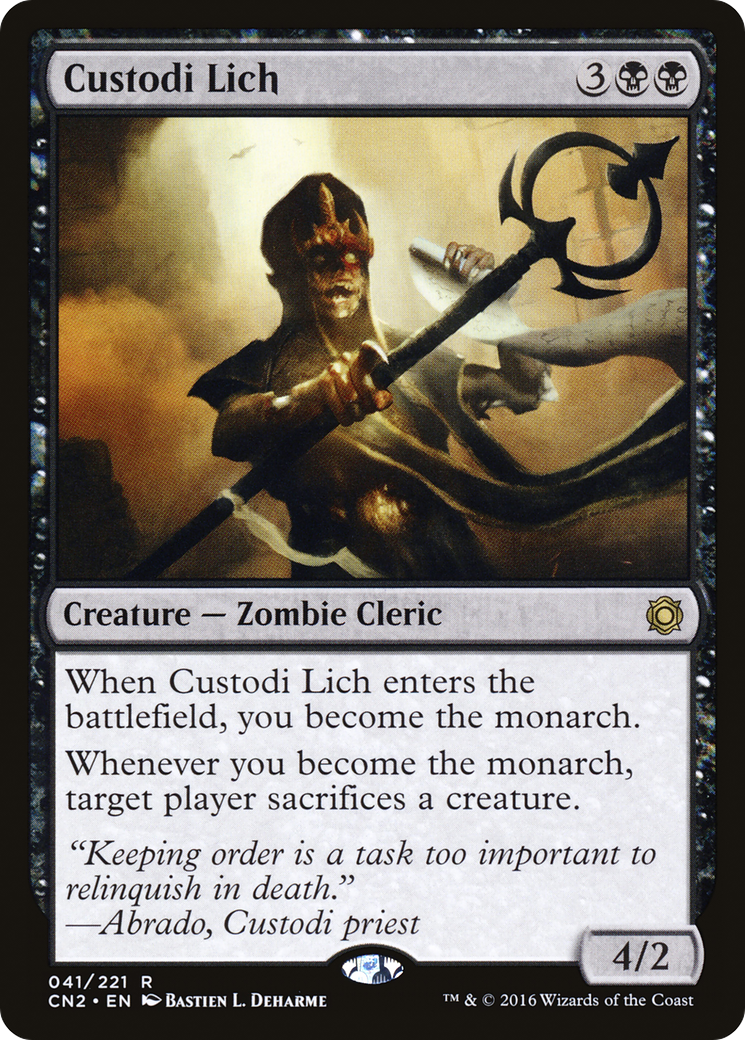 Custodi Lich
3
Creature — Zombie Cleric
When Custodi Lich enters the
battlefield, you become the monarch.
Whenever you become the monarch,
target player sacrifices a creature.
“Keeping order is a task too important to
relinquish in death.”
—Abrado, Custodi priest
4/2
041/221 R
CN2 • EN Bastien L. Deharme
™ & © 2016 Wizards of the Coast